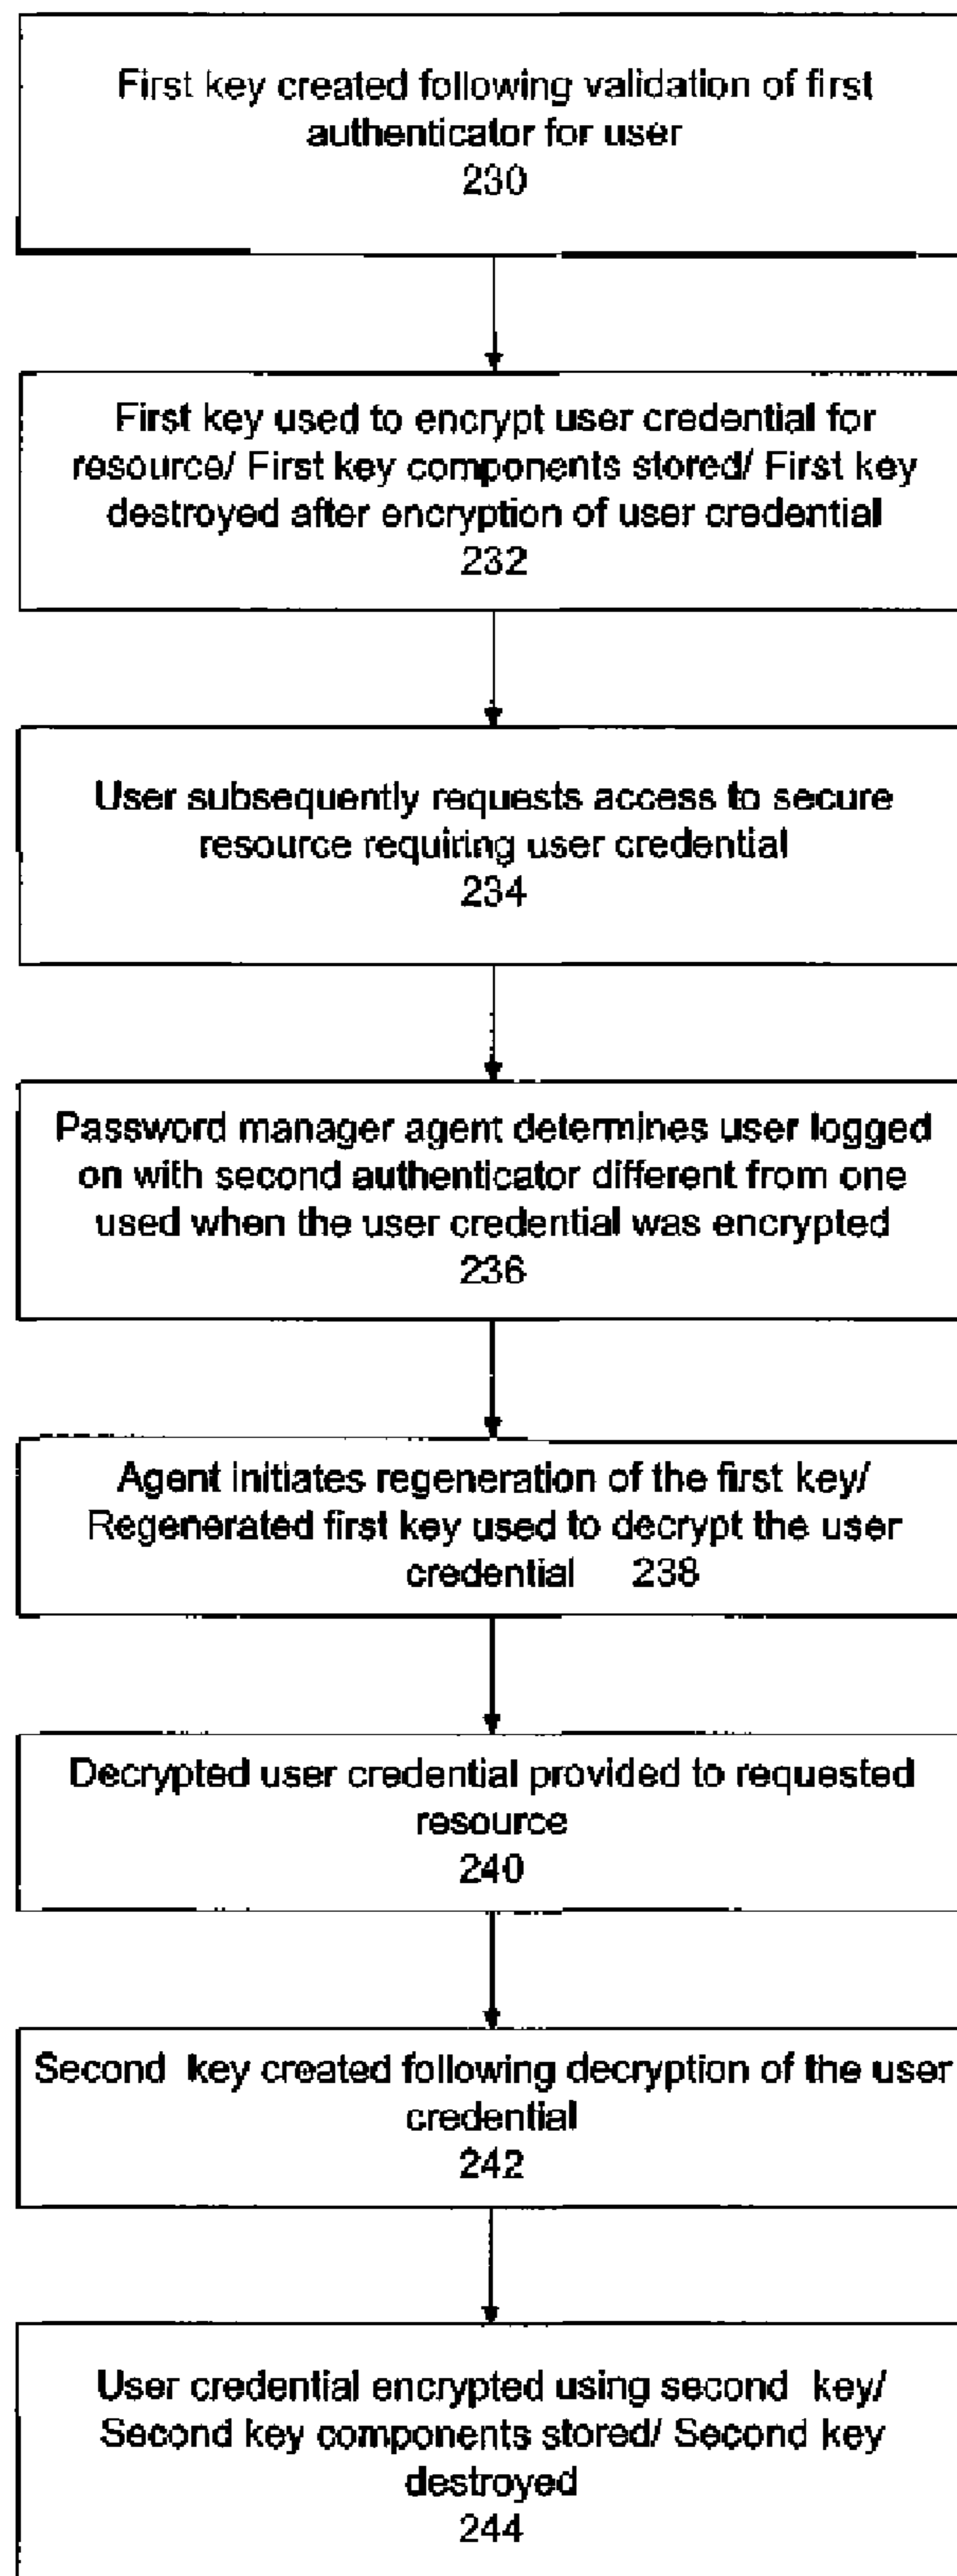 First key created following validation of first
authenticator for user
230
First key used to encrypt user credential for
resource/ First key components stored/ First key
destroyed after encryption of user credential
232
User subsequently requests access to secure
resource requiring user credential
234
Password manager agent determines user logged
on with second authenticator different from one
used when the user credential was encrypted
236
Agent initiates regeneration of the first key/
Regenerated first key used to decrypt the user
credential 238
Decrypted user credential provided to requested
resource
240
Second key created following decryption of the user
credential
242
User credential encrypted using second key/
Second key components stored/ Second key
destroyed
244